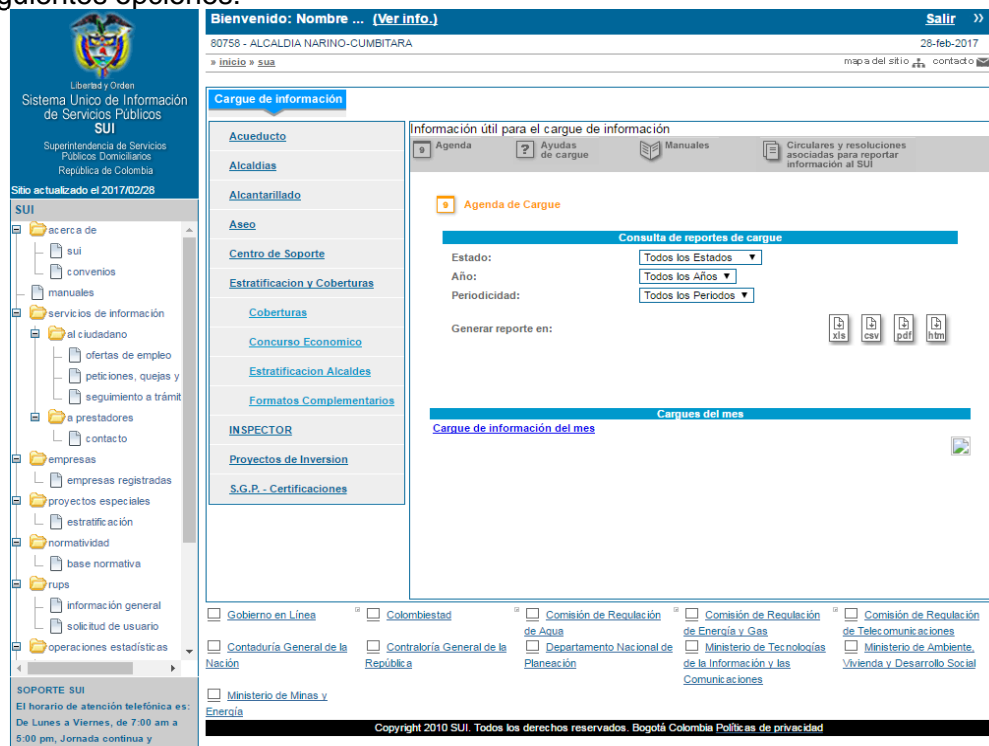 guientes opciones:
Bienvenido: Nombre ... (Ver info.)
Salir »
80758 - ALCALDIA NARINO-CUMBITARA
28-feb-2017
» inicio » sua
mapa del sitio contacto
Libertad y Orden
Sistema Unico de Información
de Servicios Públicos
SUI
Superintendencia de Servicios
Públicos Domiciliarios
República de Colombia
Sitio actualizado el 2017/02/28
SUI
acerca de
sui
convenios
manuales
servicios de información
al ciudadano
ofertas de empleo
peticiones, quejas y
seguimiento a trámit
a prestadores
contacto
empresas
empresas registradas
proyectos especiales
estratificación
normatividad
base normativa
rups
información general
solicitud de usuario
operaciones estadísticas
SOPORTE SUI
El horario de atención telefónica es:
De Lunes a Viernes, de 7:00 am a
5:00 pm, Jornada continua y
Cargue de información
Acueducto
Alcaldias
Alcantarillado
Aseo
Centro de Soporte
Estratificacion y Coberturas
Coberturas
Concurso Economico
Estratificacion Alcaldes
Formatos Complementarios
INSPECTOR
Proyectos de Inversion
S.G.P. - Certificaciones
Información útil para el cargue de información
9 Agenda
? Ayudas
de cargue
Manuales
Circulares y resoluciones
asociadas para reportar
información al SUI
9 Agenda de Cargue
Consulta de reportes de cargue
Estado: Todos los Estados ▼
Año: Todos los Años ▼
Periodicidad: Todos los Periodos ▼
Generar reporte en: xls csv pdf htm
Cargues del mes
Cargue de información del mes
Gobierno en Línea
Colombiestad
Comisión de Regulación
de Agua
Comisión de Regulación
de Energía y Gas
Comisión de Regulación
de Telecomunicaciones
Contaduría General de la
Nación
Contraloría General de la
República
Departamento Nacional de
Planeación
Ministerio de Tecnologías
de la Información y las
Comunicaciones
Ministerio de Ambiente,
Vivienda y Desarrollo Social
Ministerio de Minas y
Energía
Copyright 2010 SUI. Todos los derechos reservados. Bogotá Colombia Políticas de privacidad